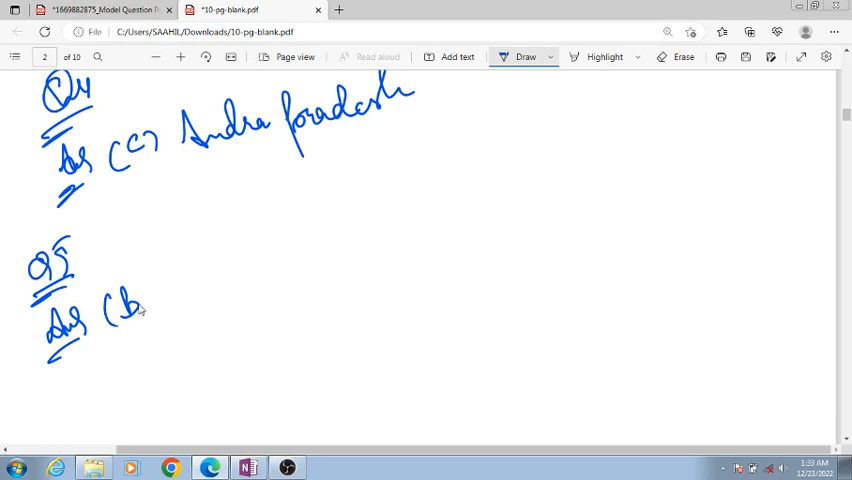 *1669882875_Model Question P
*10-pg-blank.pdf
File C:/Users/SAAHIL/Downloads/10-pg-blank.pdf
2 of 10 Page view Read aloud Add text Draw Highlight Erase
Q4
Ans (C) Andra Pradesh
Q5
Ans (b
1:33 AM
12/23/2022